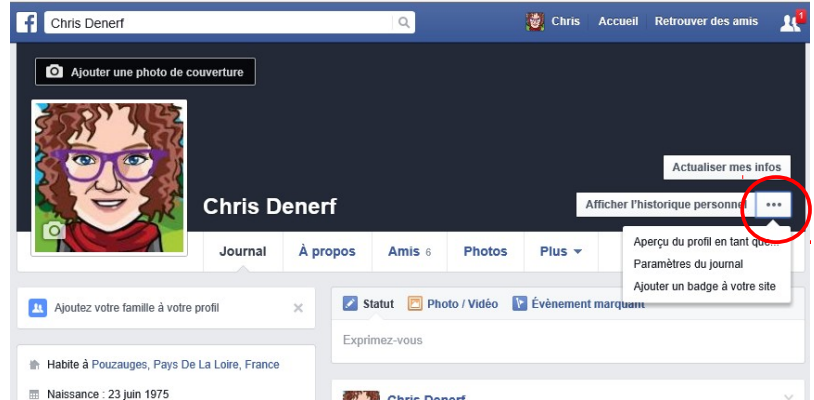 f Chris Denerf
Chris Accueil Retrouver des amis 1
Ajouter une photo de couverture
Actualiser mes infos
Chris Denerf
Afficher l'historique personnel ...
Journal À propos Amis 6 Photos Plus
Aperçu du profil en tant que...
Paramètres du journal
Ajouter un badge à votre site
Ajoutez votre famille à votre profil
Statut Photo / Vidéo Évènement marquant
Exprimez-vous
Habite à Pouzauges, Pays De La Loire, France
Naissance : 23 juin 1975
Chris Denerf